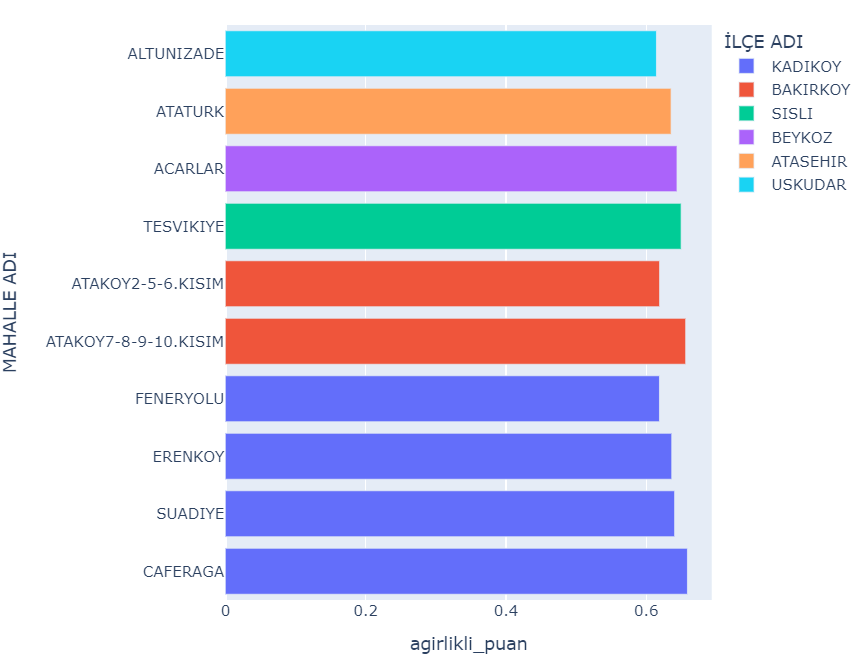 MAHALLE ADI
ALTUNIZADE
ATATURK
ACARLAR
TESVIKIYE
ATAKOY2-5-6.KISIM
ATAKOY7-8-9-10.KISIM
FENERYOLU
ERENKOY
SUADIYE
CAFERAGA
0 0.2 0.4 0.6
agirlikli_puan
İLÇE ADI
KADIKOY
BAKIRKOY
SISLI
BEYKOZ
ATASEHIR
USKUDAR